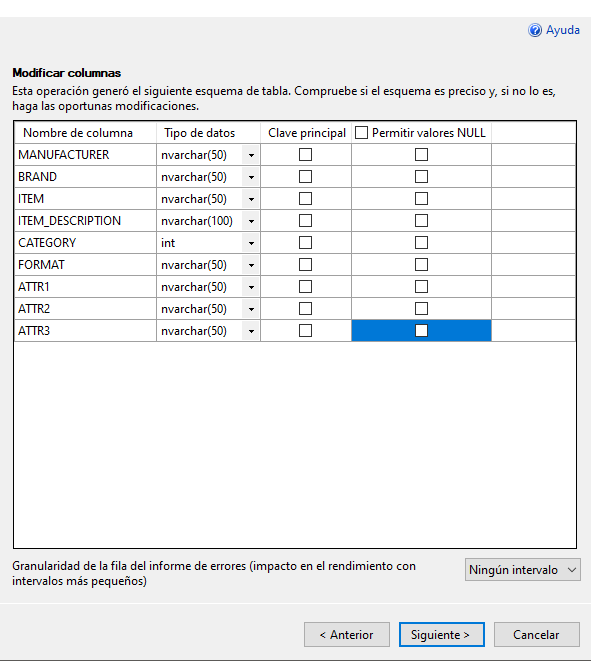 Ayuda
Modificar columnas
Esta operación generó el siguiente esquema de tabla. Compruebe si el esquema es preciso y, si no lo es,
haga las oportunas modificaciones.
Nombre de columna Tipo de datos Clave principal Permitir valores NULL
MANUFACTURER nvarchar(50)
BRAND nvarchar(50)
ITEM nvarchar(50)
ITEM_DESCRIPTION nvarchar(100)
CATEGORY int
FORMAT nvarchar(50)
ATTR1 nvarchar(50)
ATTR2 nvarchar(50)
ATTR3 nvarchar(50)
Granularidad de la fila del informe de errores (impacto en el rendimiento con
intervalos más pequeños)
Ningún intervalo
< Anterior Siguiente > Cancelar